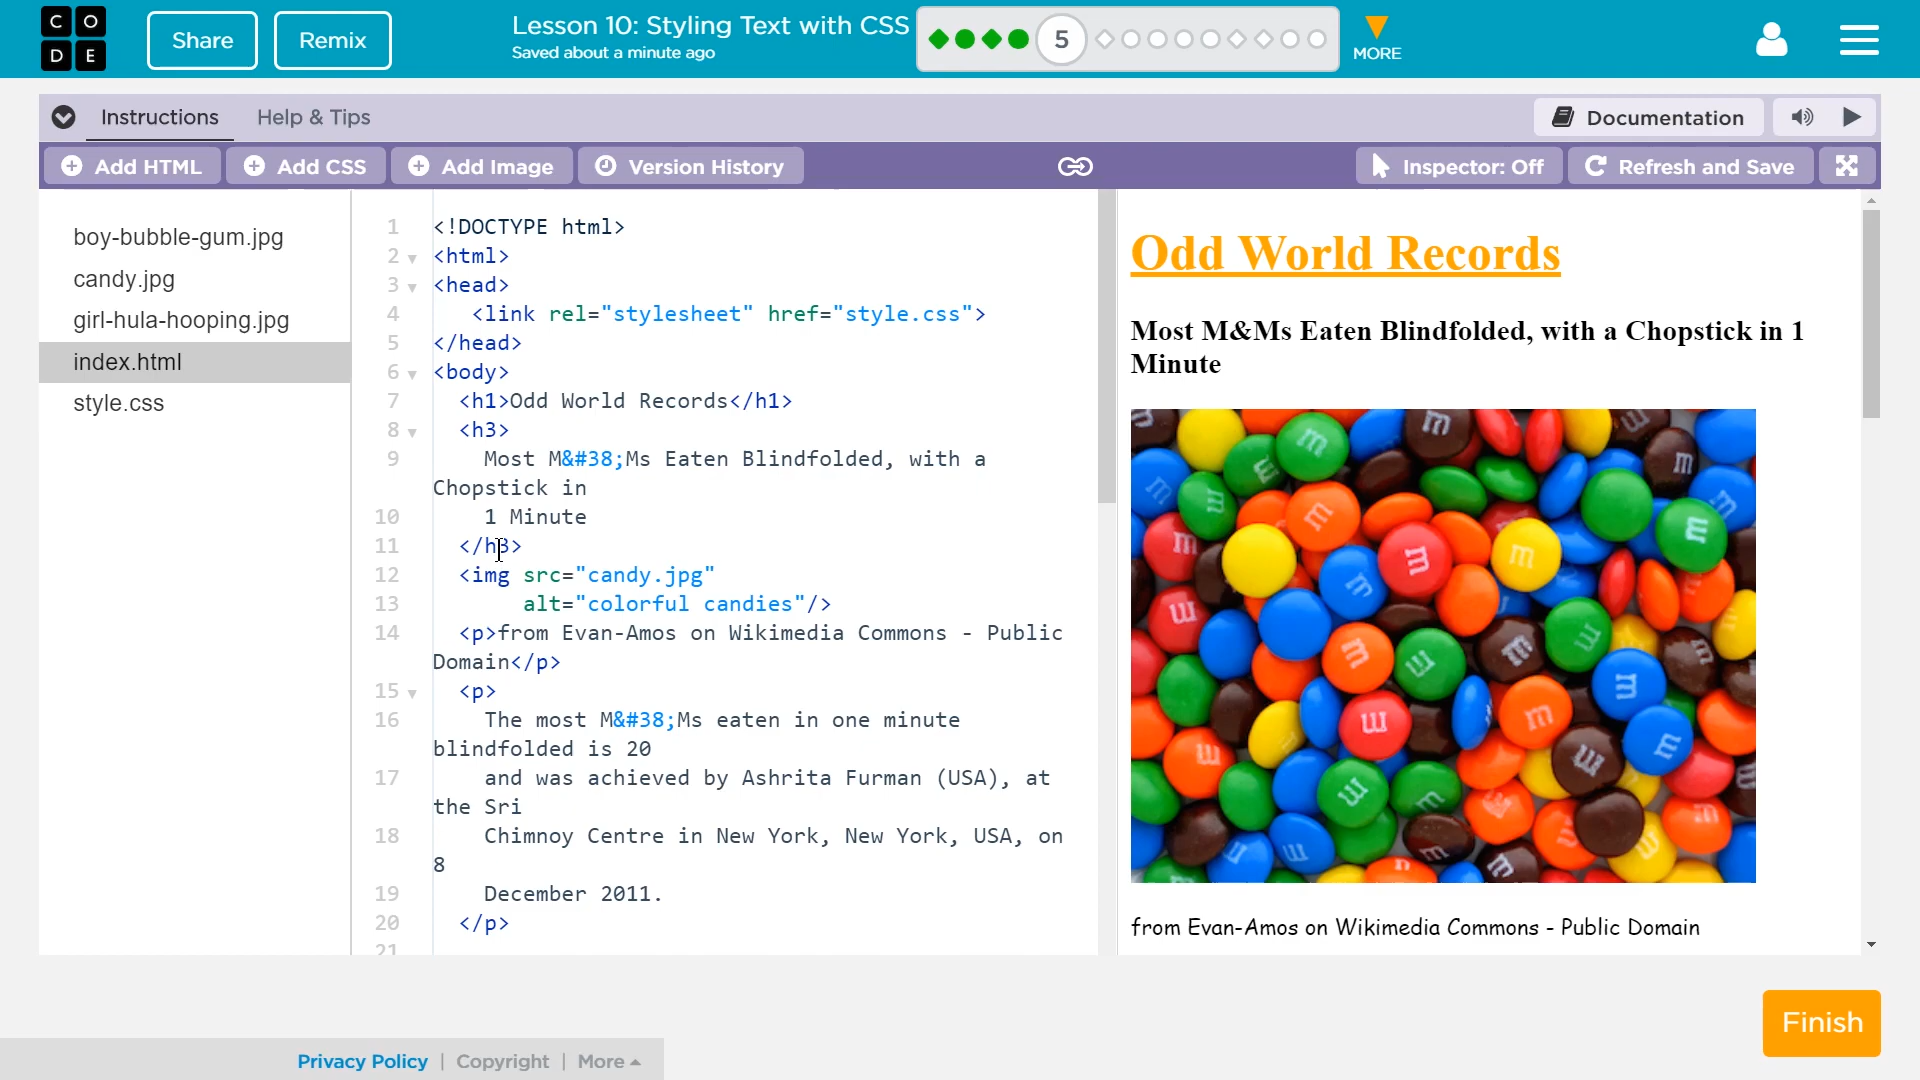 C O
D E
Share
Remix
Lesson 10: Styling Text with CSS
Saved about a minute ago
5
MORE
Instructions
Help & Tips
Documentation
Add HTML
Add CSS
Add Image
Version History
Inspector: Off
Refresh and Save
boy-bubble-gum.jpg
candy.jpg
girl-hula-hooping.jpg
index.html
style.css
1 <!DOCTYPE html>
2 <html>
3 <head>
4 <link rel="stylesheet" href="style.css">
5 </head>
6 <body>
7 <h1>Odd World Records</h1>
8 <h3>
9 Most M&#38;Ms Eaten Blindfolded, with a
Chopstick in
10 1 Minute
11 </h3>
12 <img src="candy.jpg"
13 alt="colorful candies"/>
14 <p>from Evan-Amos on Wikimedia Commons - Public
Domain</p>
15 <p>
16 The most M&#38;Ms eaten in one minute
blindfolded is 20
17 and was achieved by Ashrita Furman (USA), at
the Sri
18 Chimnoy Centre in New York, New York, USA, on
8
19 December 2011.
20 </p>
21
Odd World Records
Most M&Ms Eaten Blindfolded, with a Chopstick in 1
Minute
from Evan-Amos on Wikimedia Commons - Public Domain
Finish
Privacy Policy | Copyright | More